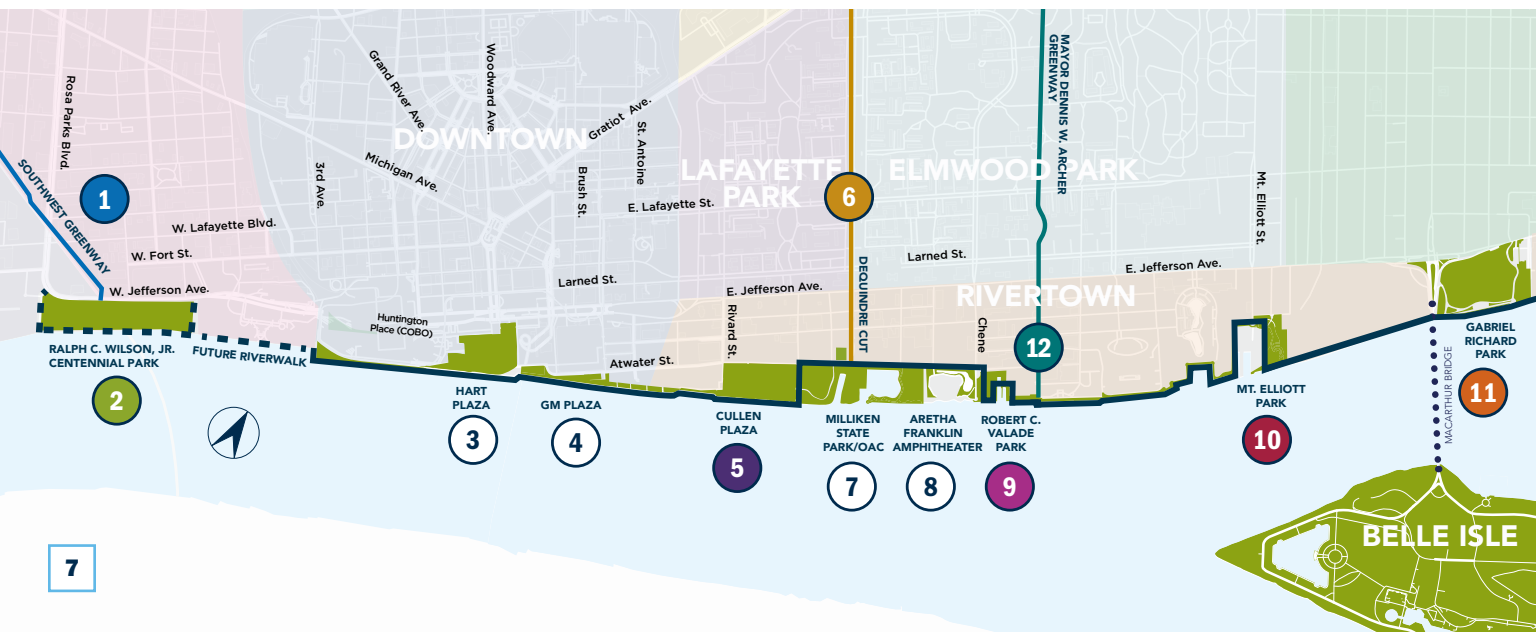 Rosa Parks Blvd.
SOUTHWEST GREENWAY
1
W. Lafayette Blvd.
W. Fort St.
W. Jefferson Ave.
3rd Ave.
Grand River Ave.
Woodward Ave.
DOWNTOWN
Michigan Ave.
Gratiot Ave.
St. Antoine
Brush St.
E. Lafayette St.
Larned St.
Huntington
Place (COBO)
Atwater St.
LAFAYETTE
PARK
6
E. Jefferson Ave.
Rivard St.
DEQUINDRE CUT
ELMWOOD PARK
MAYOR DENNIS W. ARCHER
GREENWAY
Larned St.
E. Jefferson Ave.
Mt. Elliott St.
RIVERTOWN
Chene
12
RALPH C. WILSON, JR.
CENTENNIAL PARK
2
FUTURE RIVERWALK
HART
PLAZA
3
GM PLAZA
4
CULLEN
PLAZA
5
MILLIKEN
STATE
PARK/OAC
7
ARETHA
FRANKLIN
AMPHITHEATER
8
ROBERT C.
VALADE
PARK
9
MT. ELLIOTT
PARK
10
MACARTHUR BRIDGE
GABRIEL
RICHARD
PARK
11
BELLE ISLE
7